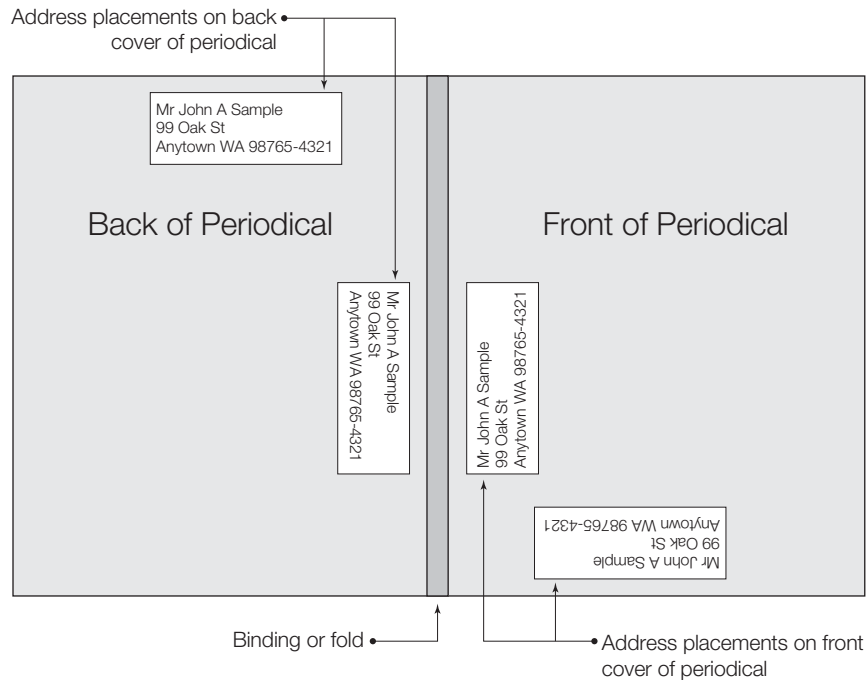 Address placements on back
cover of periodical
Mr John A Sample
99 Oak St
Anytown WA 98765-4321
Back of Periodical
Front of Periodical
Mr John A Sample
99 Oak St
Anytown WA 98765-4321
Mr John A Sample
99 Oak St
Anytown WA 98765-4321
Mr John A Sample
99 Oak St
Anytown WA 98765-4321
Binding or fold
Address placements on front
cover of periodical